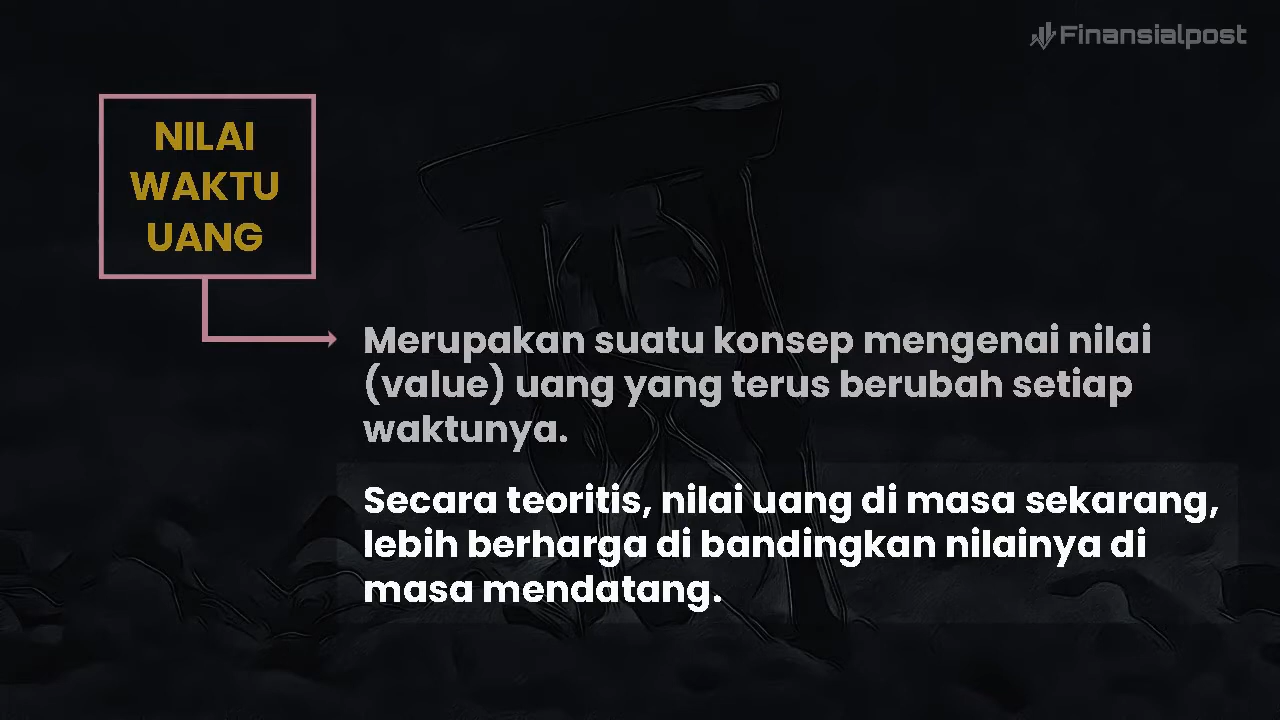 Finansialpost
NILAI
WAKTU
UANG
Merupakan suatu konsep mengenai nilai
(value) uang yang terus berubah setiap
waktunya.
Secara teoritis, nilai uang di masa sekarang,
lebih berharga di bandingkan nilainya di
masa mendatang.